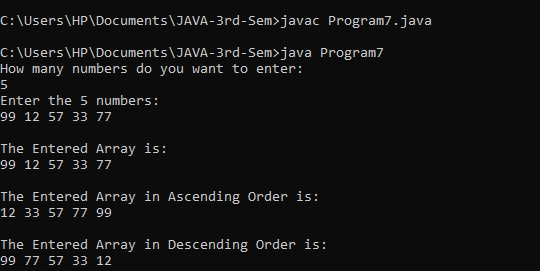 C:\Users\HP\Documents\JAVA-3rd-Sem>javac Program7.java
C:\Users\HP\Documents\JAVA-3rd-Sem>java Program7
How many numbers do you want to enter:
5
Enter the 5 numbers:
99 12 57 33 77
The Entered Array is:
99 12 57 33 77
The Entered Array in Ascending Order is:
12 33 57 77 99
The Entered Array in Descending Order is:
99 77 57 33 12